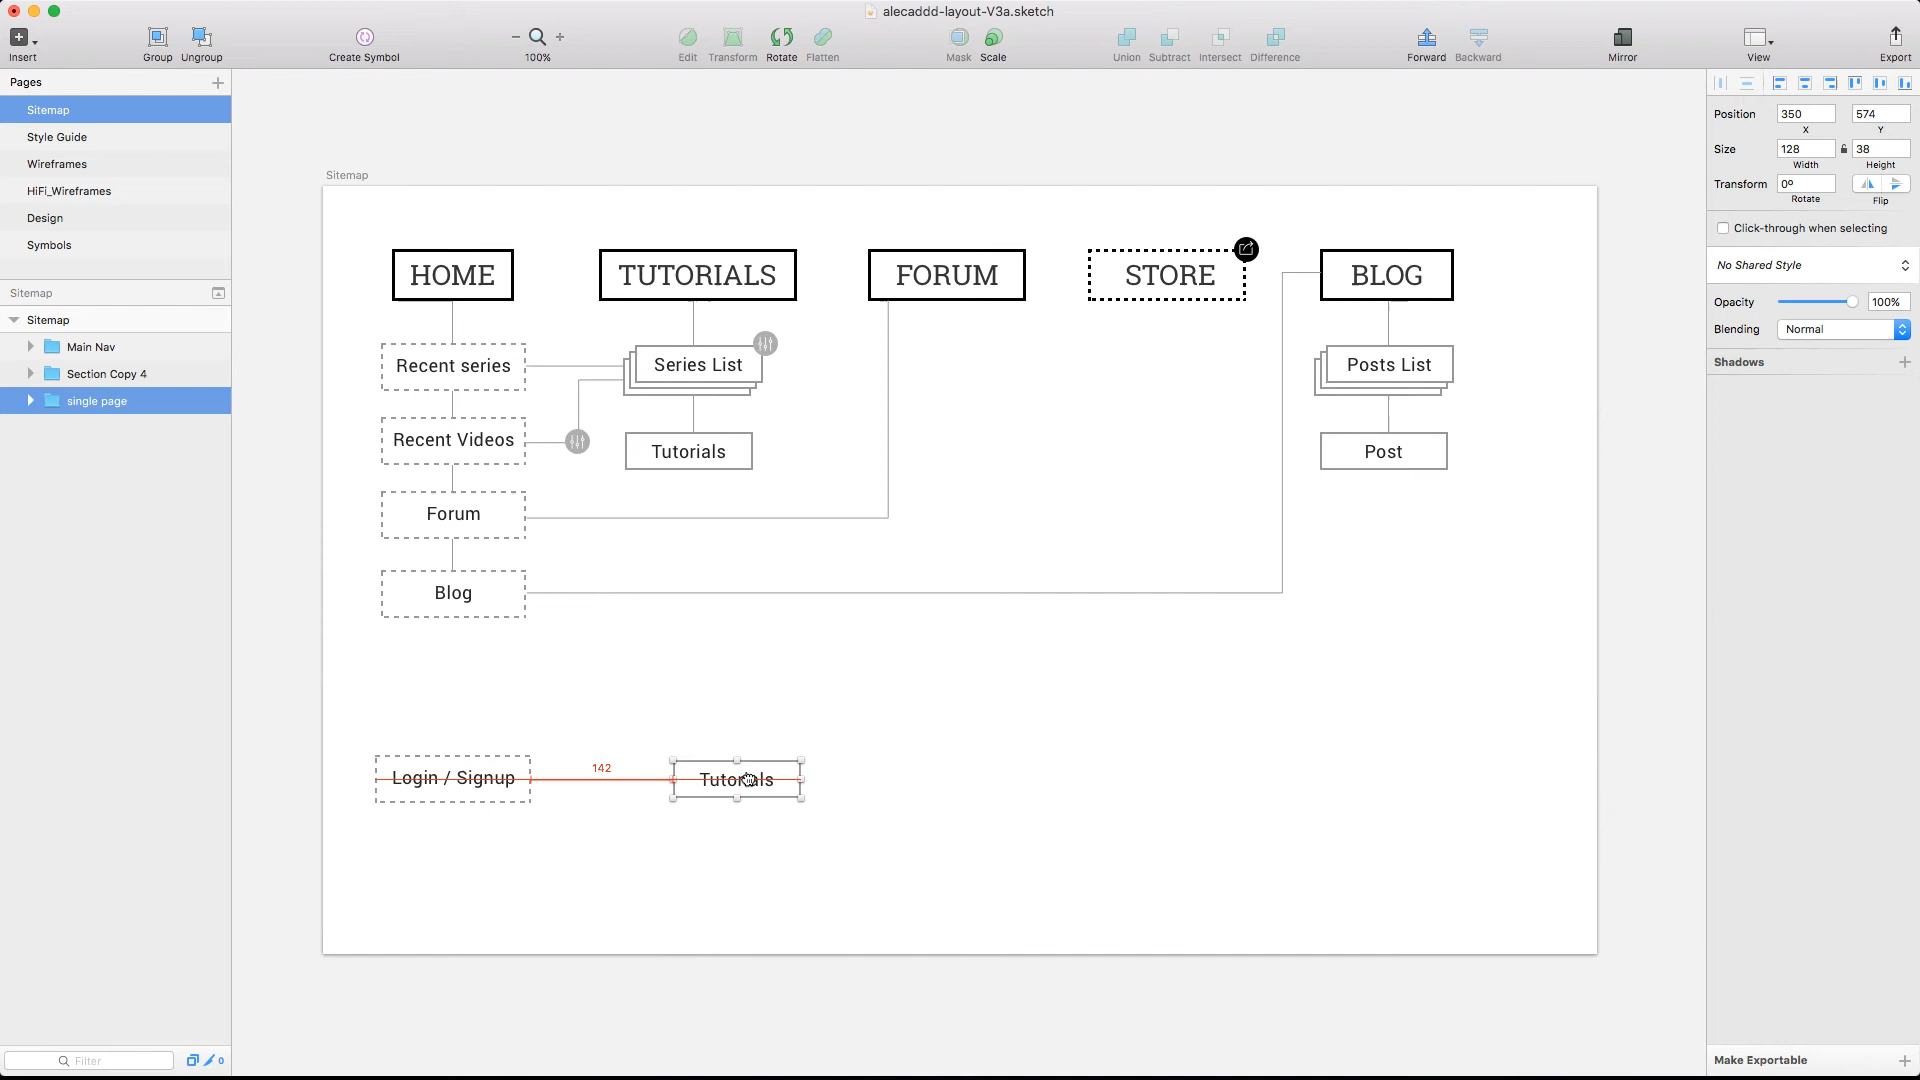 alecaddd-layout-V3a.sketch
Insert
Group
Ungroup
Create Symbol
100%
Edit
Transform
Rotate
Flatten
Mask
Scale
Union
Subtract
Intersect
Difference
Forward
Backward
Mirror
View
Export
Pages
Sitemap
Style Guide
Wireframes
HiFi_Wireframes
Design
Symbols
Sitemap
Sitemap
Main Nav
Section Copy 4
single page
Filter
0
Sitemap
HOME
TUTORIALS
FORUM
STORE
BLOG
Recent series
Series List
Posts List
Recent Videos
Tutorials
Post
Forum
Blog
Login / Signup
142
Tutorials
Position
350
574
X
Y
Size
128
38
Width
Height
Transform
0º
Rotate
Flip
Click-through when selecting
No Shared Style
Opacity
100%
Blending
Normal
Shadows
Make Exportable